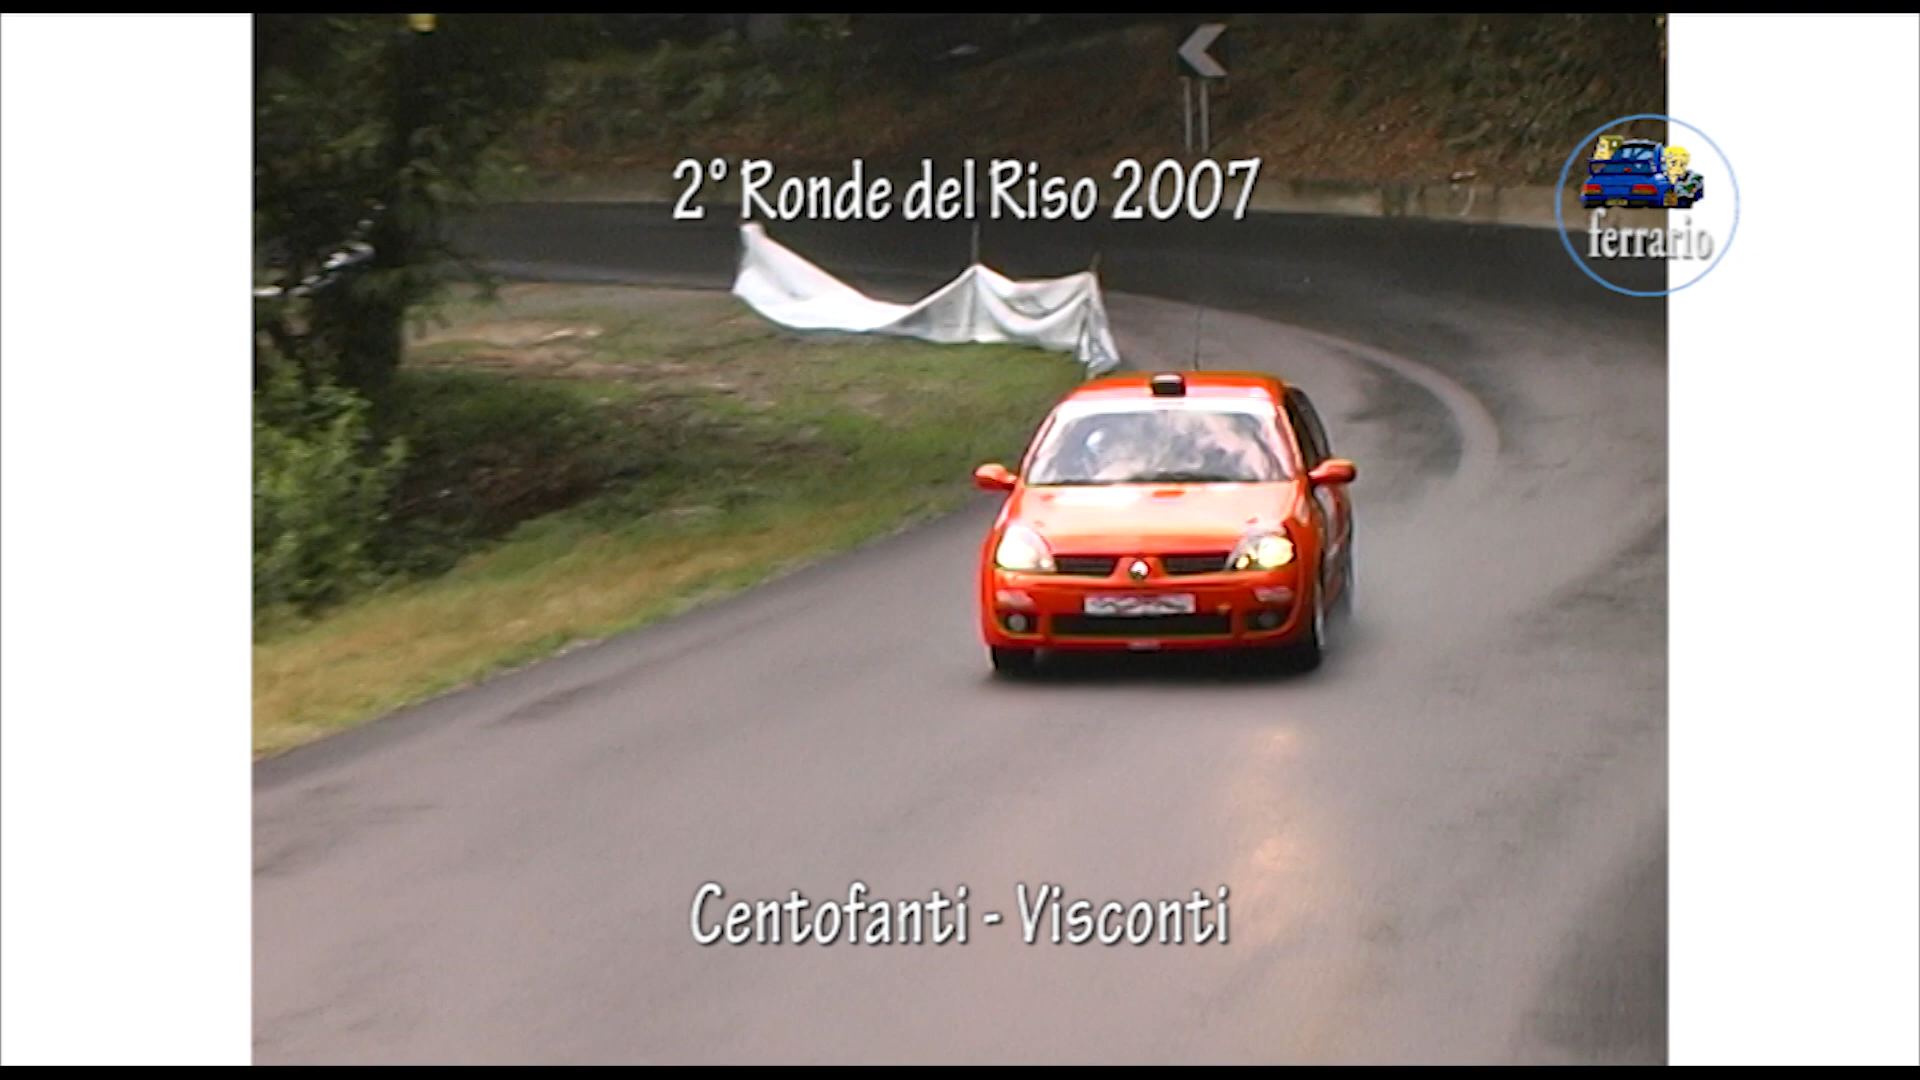 2° Ronde del Riso 2007
ferrario
Centofanti - Visconti